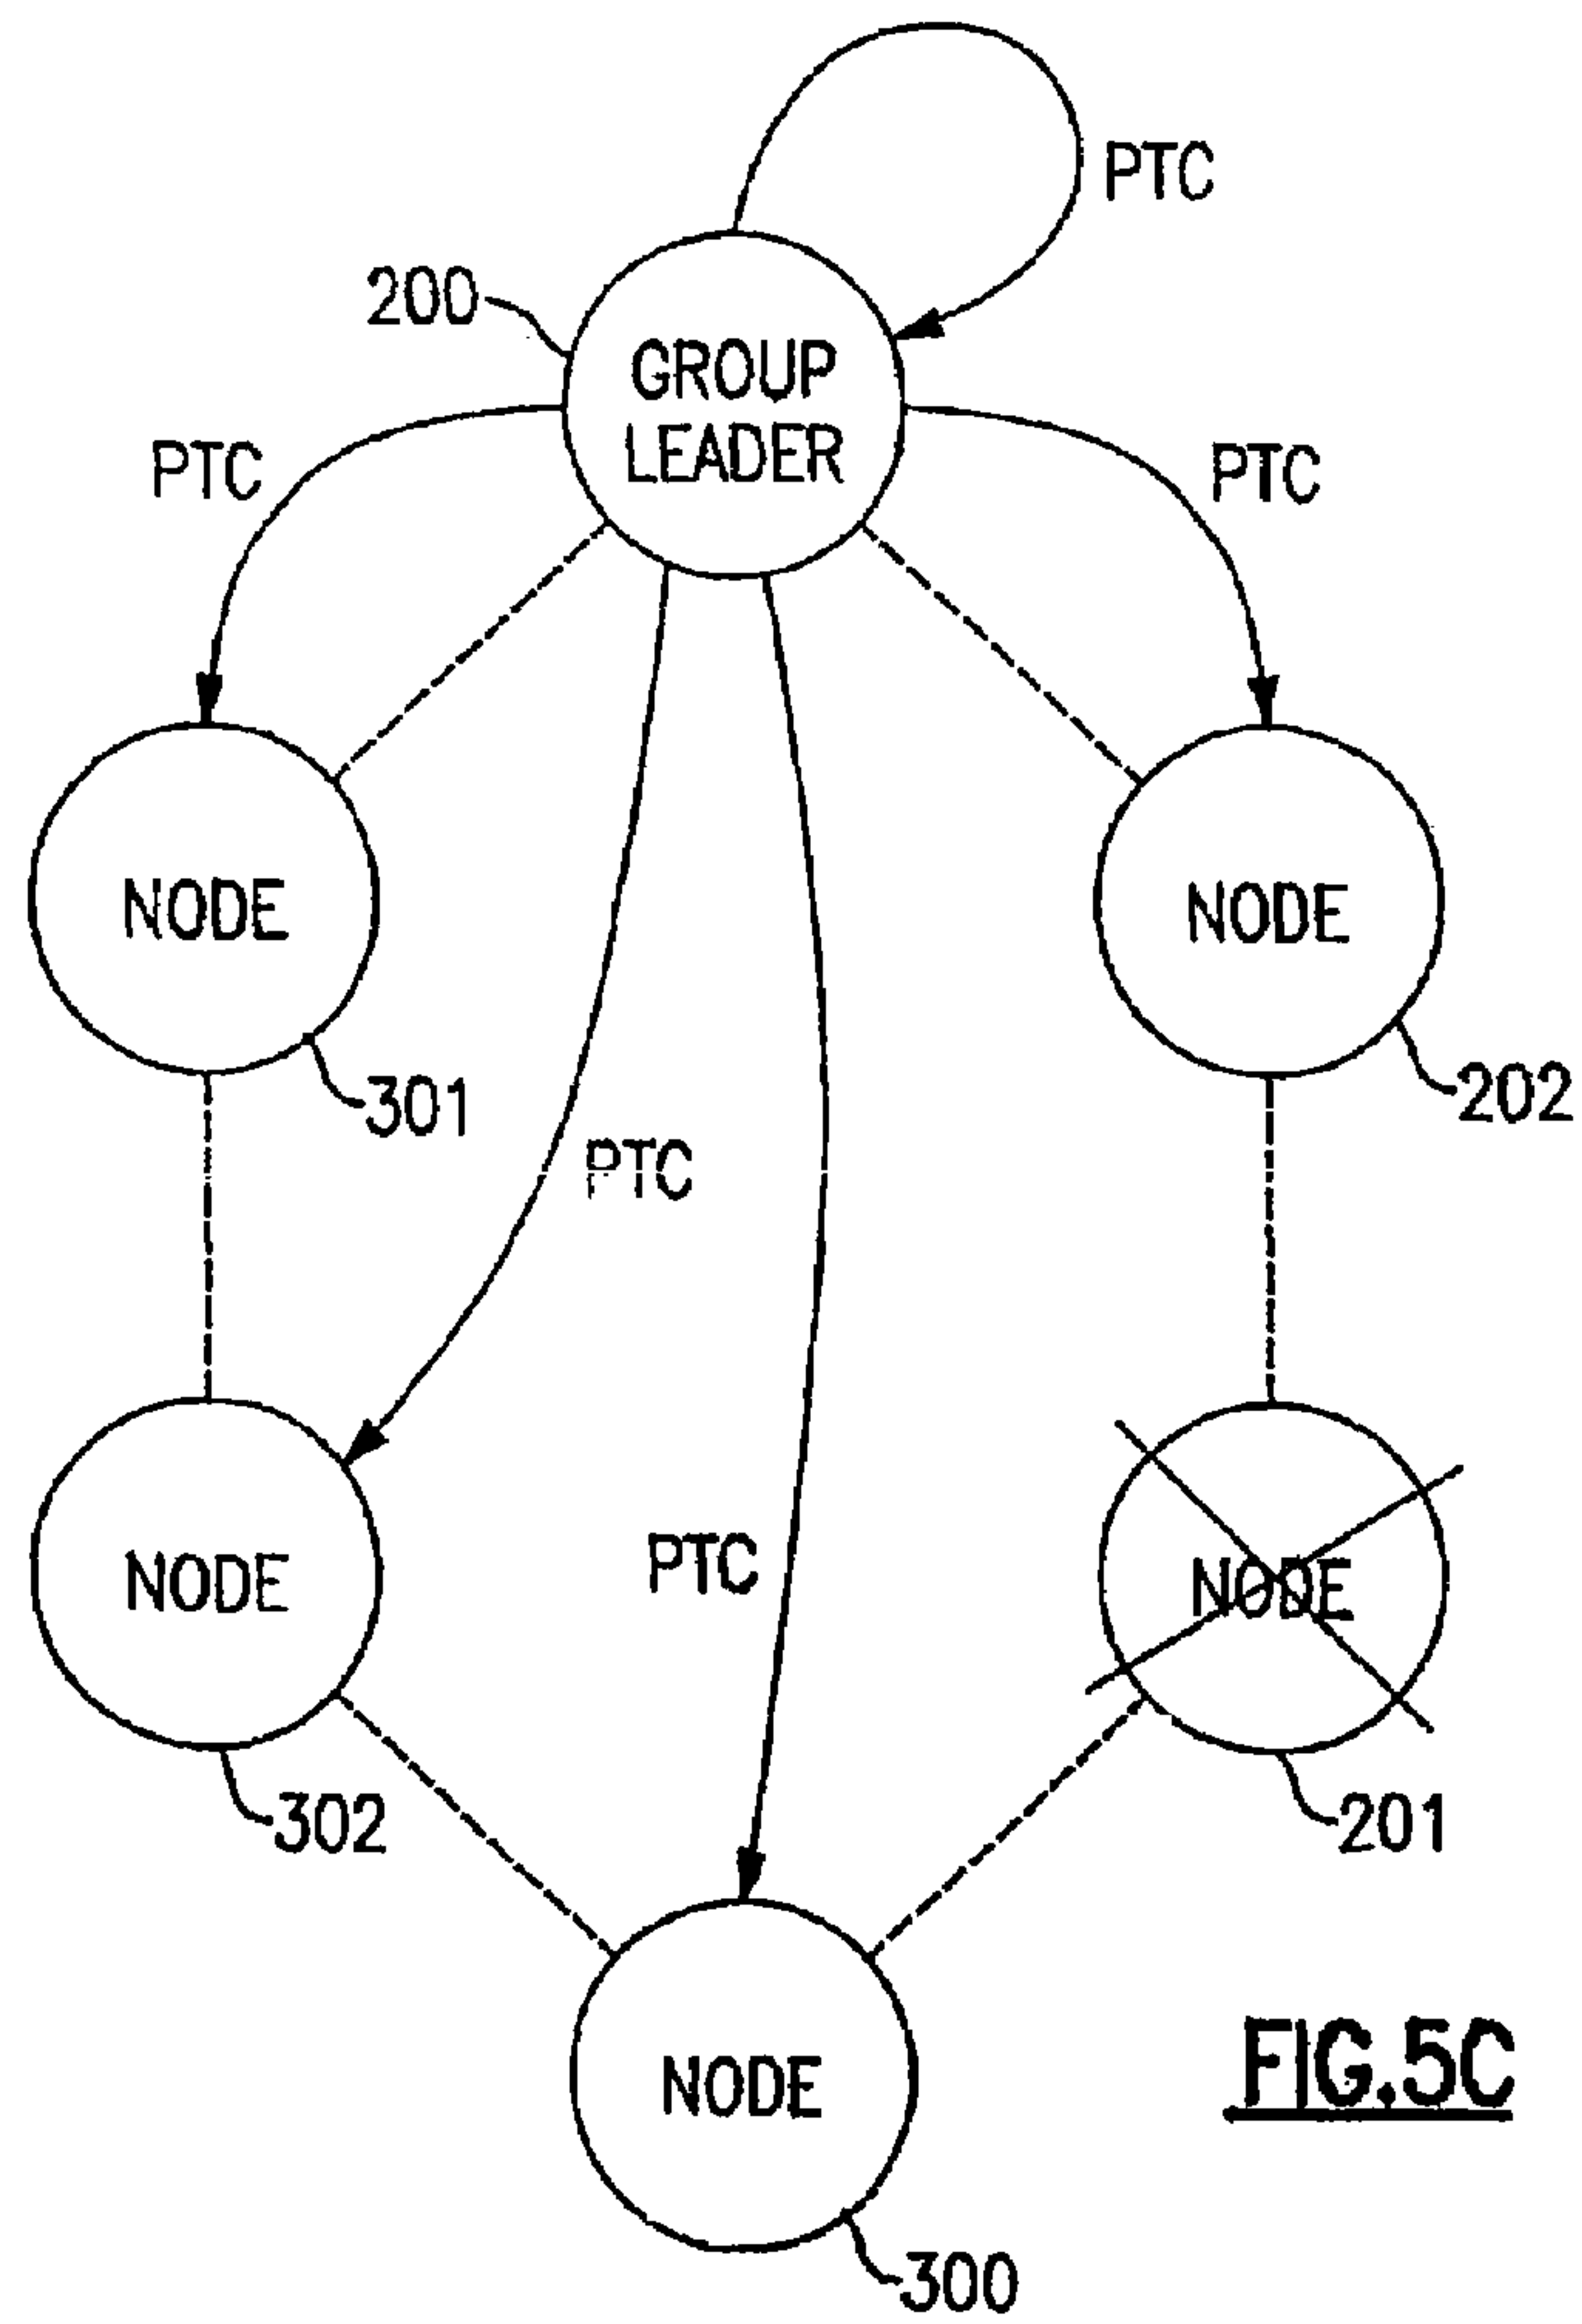 PTC
200
GROUP
LEADER
PTC
PTC
NODE
NODE
301
202
PTC
PTC
NODE
NODE
302
201
NODE
FIG.5C
300